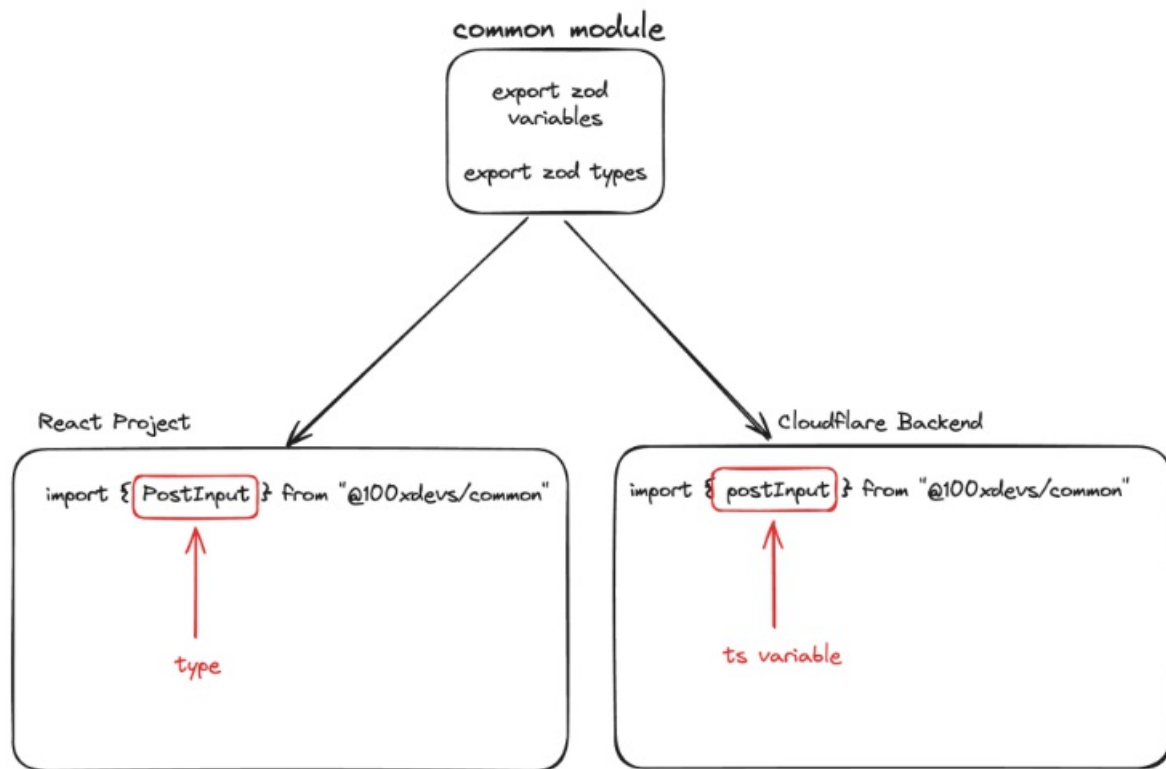 common module
export zod
variables
export zod types
React Project
Cloudflare Backend
import { PostInput } from "@100xdevs/common"
import { postInput } from "@100xdevs/common"
type
ts variable